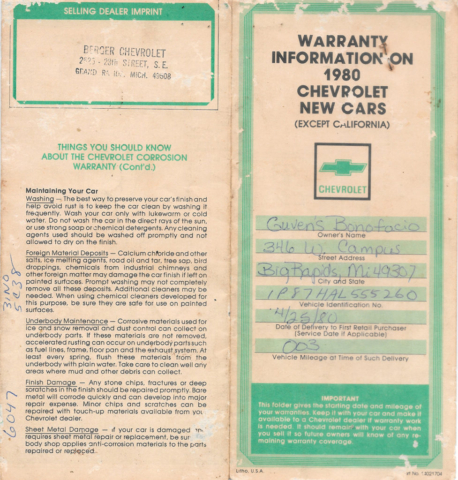 SELLING DEALER IMPRINT
BERGER CHEVROLET
28TH STREET, S.E.
GRAND MICH. 49508
THINGS YOU SHOULD KNOW
ABOUT THE CHEVROLET CORROSION
WARRANTY (Cont'd.)
Maintaining Your Car
Washing — The best way to preserve your car's finish and
help avoid rust is to keep the car clean by washing it
frequently. Wash your car only with lukewarm or cold
water. Do not wash the car in the direct rays of the sun,
or use strong soap or chemical detergents. Any cleaning
agents used should be washed off promptly and not
allowed to dry on the finish.
Foreign Material Deposits — Calcium chloride and other
salts, ice melting agents, road oil and tar, tree sap, bird
droppings, chemicals from industrial chimneys and
other foreign matter may damage the car finish if left on
painted surfaces. Prompt washing may not completely
remove all these deposits. Additional cleaners may be
needed. When using chemical cleaners developed for
this purpose, be sure they are safe for use on painted
surfaces.
Underbody Maintenance — Corrosive materials used for
ice and snow removal and dust control can collect on
underbody parts. If these materials are not removed,
accelerated rusting can occur on underbody parts such
as fuel lines, frame, floor pan and the exhaust system. At
least every spring, flush these materials from the
underbody with plain water. Take care to clean well any
areas where mud and other debris can collect.
Finish Damage — Any stone chips, fractures or deep
scratches in the finish should be repaired promptly. Bare
metal will corrode quickly and can develop into major
repair expense. Minor chips and scratches can be
repaired with touch-up materials available from your
Chevrolet dealer.
Sheet Metal Damage — If your car is damaged
requires sheet metal repair or replacement, be sure
body shop applies anti-corrosion materials to the parts
repaired or replaced.
6047
WARRANTY
INFORMATION ON
1980
CHEVROLET
NEW CARS
(EXCEPT CALIFORNIA)
CHEVROLET
Guvens Bonafacio
Owner's Name
346 W. Campus
Street Address
Big Rapids, Mi 49307
City and State
1P37HAL555260
Vehicle Identification No.
4/25/80
Date of Delivery to First Retail Purchaser
(Service Date if Applicable)
003
Vehicle Mileage at Time of Such Delivery
IMPORTANT
This folder gives the starting date and mileage of
your warranties. Keep it with your car and make it
available to a Chevrolet dealer if warranty work
is needed. It should remain with your car when
you sell it so future owners will know of any re-
maining warranty coverage.
Litho. U.S.A.